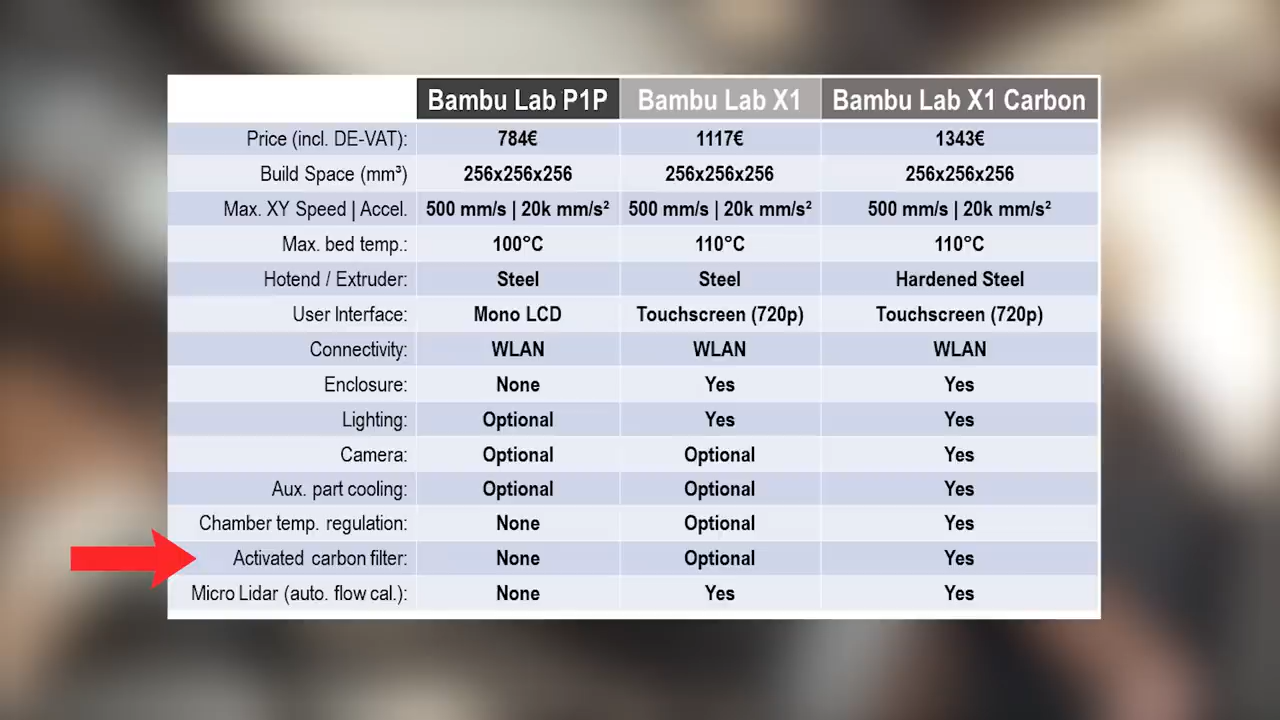 Bambu Lab P1P Bambu Lab X1 Bambu Lab X1 Carbon
Price (incl. DE-VAT): 784€ 1117€ 1343€
Build Space (mm³) 256x256x256 256x256x256 256x256x256
Max. XY Speed | Accel. 500 mm/s | 20k mm/s² 500 mm/s | 20k mm/s² 500 mm/s | 20k mm/s²
Max. bed temp.: 100°C 110°C 110°C
Hotend / Extruder: Steel Steel Hardened Steel
User Interface: Mono LCD Touchscreen (720p) Touchscreen (720p)
Connectivity: WLAN WLAN WLAN
Enclosure: None Yes Yes
Lighting: Optional Yes Yes
Camera: Optional Optional Yes
Aux. part cooling: Optional Optional Yes
Chamber temp. regulation: None Optional Yes
Activated carbon filter: None Optional Yes
Micro Lidar (auto. flow cal.): None Yes Yes